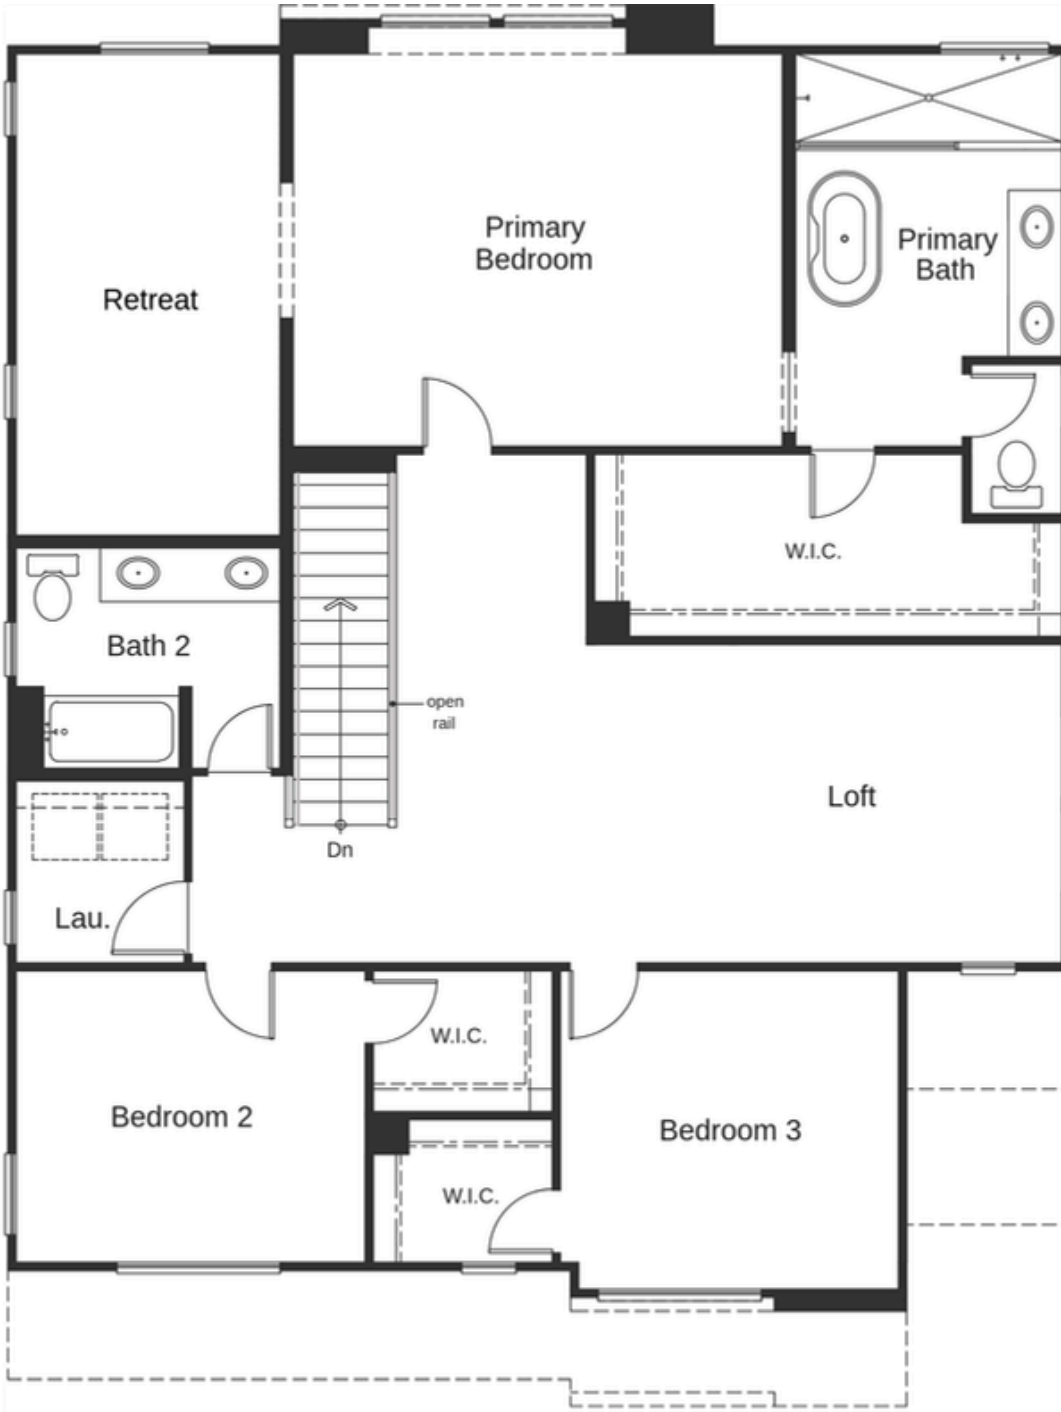 Primary
Bedroom
Primary
Bath
Retreat
W.I.C.
Bath 2
open
rail
Loft
Dn
Lau.
W.I.C.
Bedroom 2
Bedroom 3
W.I.C.